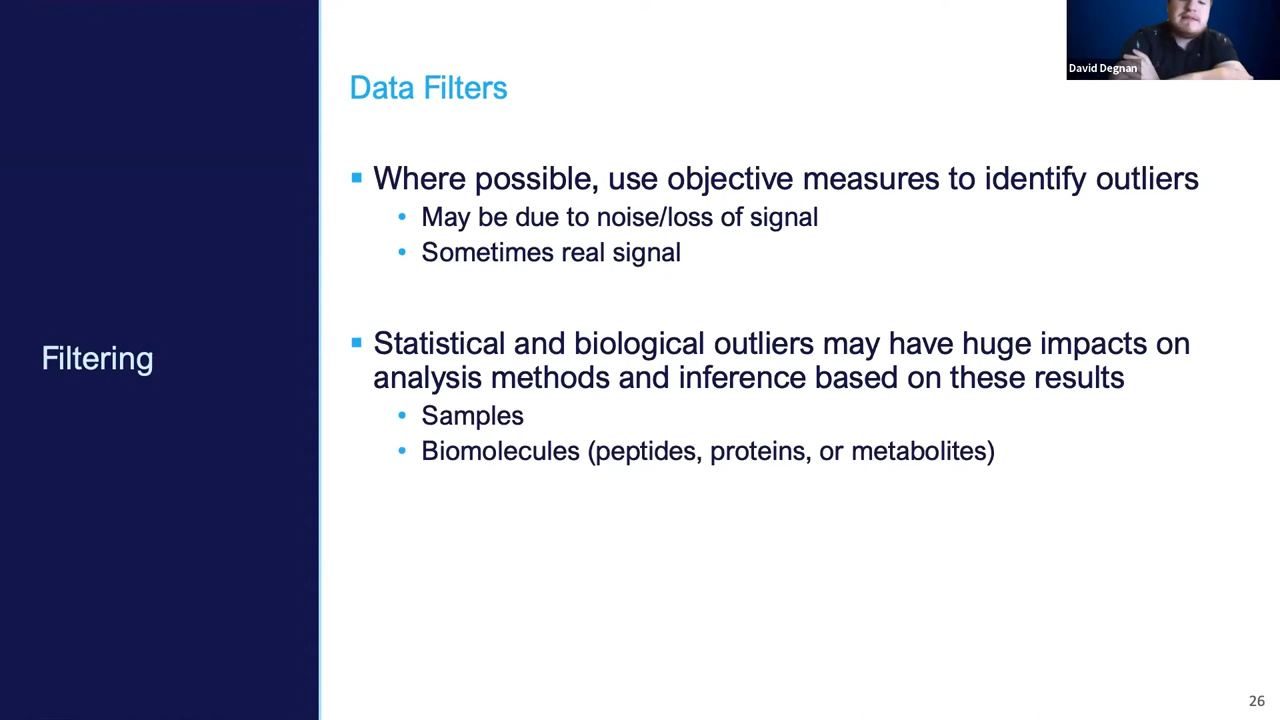 David Degnan
Data Filters
Where possible, use objective measures to identify outliers
May be due to noise/loss of signal
Sometimes real signal
Filtering
Statistical and biological outliers may have huge impacts on
analysis methods and inference based on these results
Samples
Biomolecules (peptides, proteins, or metabolites)
26